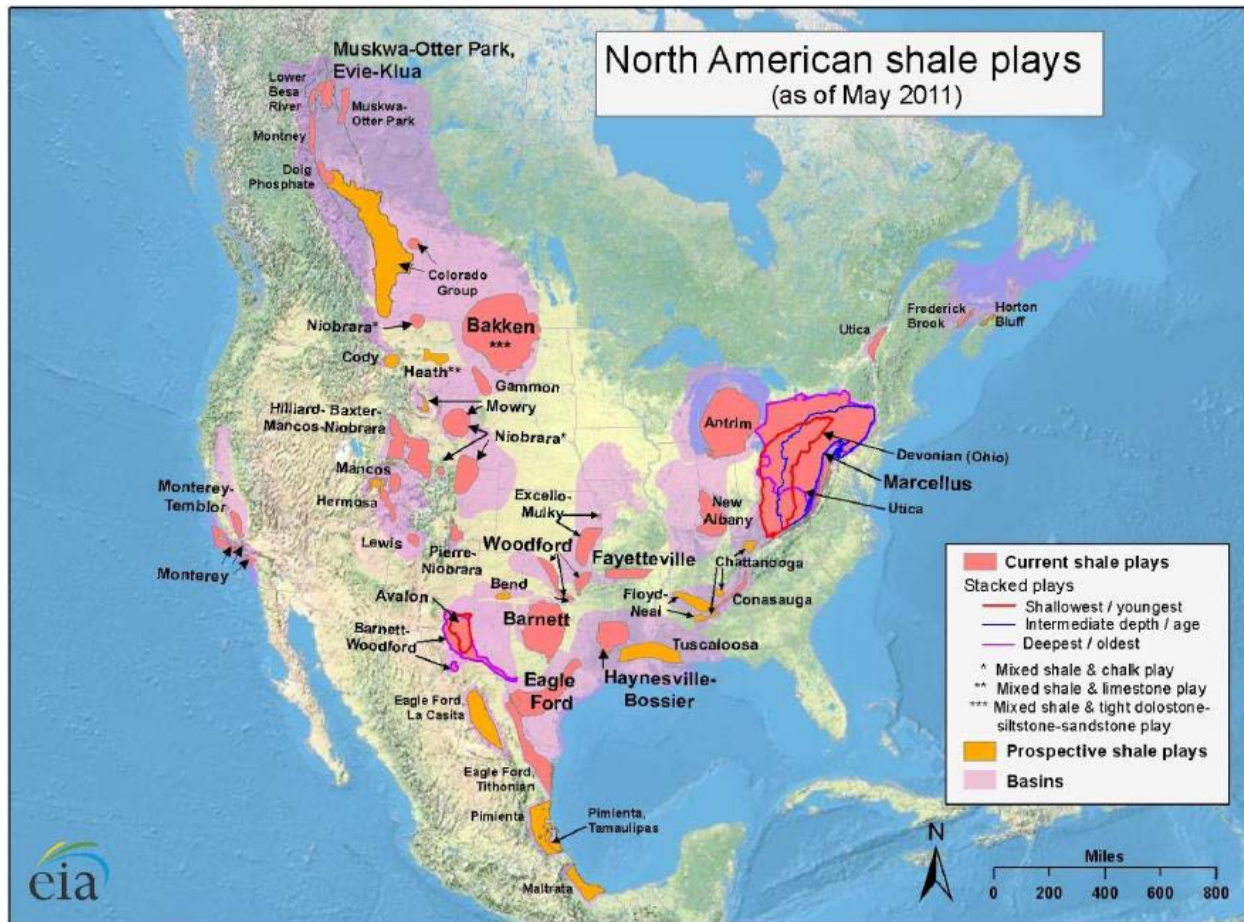 North American shale plays
(as of May 2011)
Muskwa-Otter Park,
Evie-Klua
Lower
Besa
River
Muskwa-
Otter Park
Montney
Doig
Phosphate
Colorado
Group
Niobrara*
Bakken
***
Cody
Heath**
Gammon
Mowry
Hilliard- Baxter-
Mancos-Niobrara
Niobrara*
Antrim
Utica
Frederick
Brook
Horton
Bluff
Devonian (Ohio)
Marcellus
Utica
Mancos
Hermosa
Monterey-
Temblor
Monterey
Lewis
Pierre-
Niobrara
Excello-
Mulky
New
Albany
Woodford
Fayetteville
Chattanooga
Bend
Avalon
Barnett
Floyd-
Neal
Conasauga
Barnett-
Woodford
Tuscaloosa
Eagle
Ford
Haynesville-
Bossier
Eagle Ford,
La Casita
Eagle Ford,
Tithonian
Pimienta
Pimienta,
Tamaulipas
Maltrata
Current shale plays
Stacked plays
Shallowest / youngest
Intermediate depth / age
Deepest / oldest
* Mixed shale & chalk play
** Mixed shale & limestone play
*** Mixed shale & tight dolostone-
siltstone-sandstone play
Prospective shale plays
Basins
eia
N
Miles
0 200 400 600 800